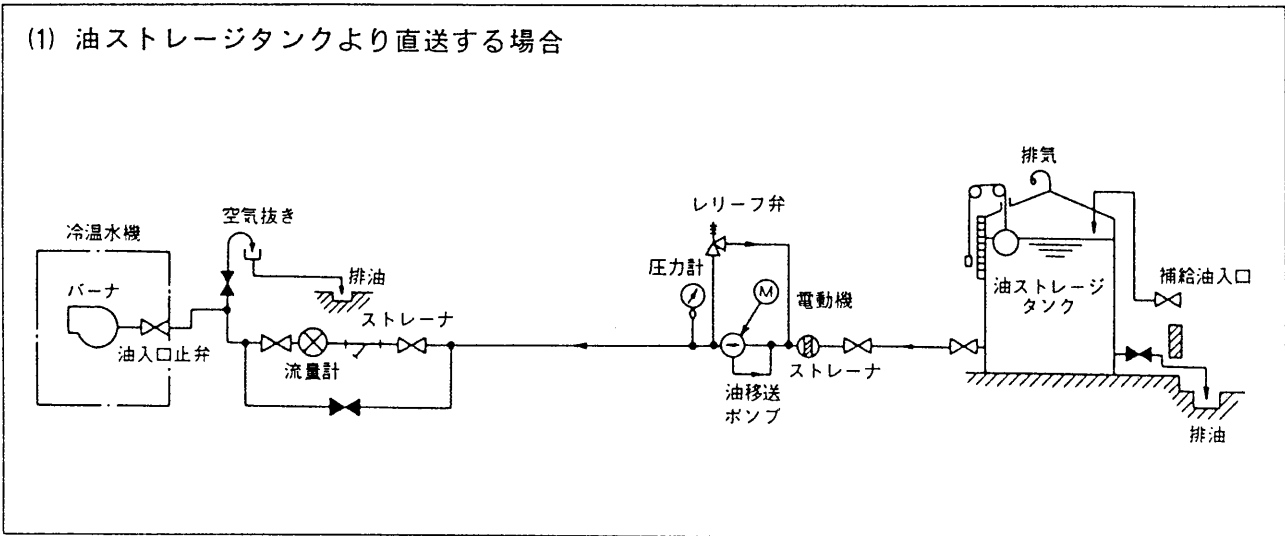 (1) 油ストレージタンクより直送する場合
排気
レリーフ弁
空気抜き
冷温水機
圧力計
補給油入口
排油
バーナ
M
電動機
油ストレージ
タンク
ストレーナ
油入口止弁
流量計
ストレーナ
油移送
ポンプ
排油